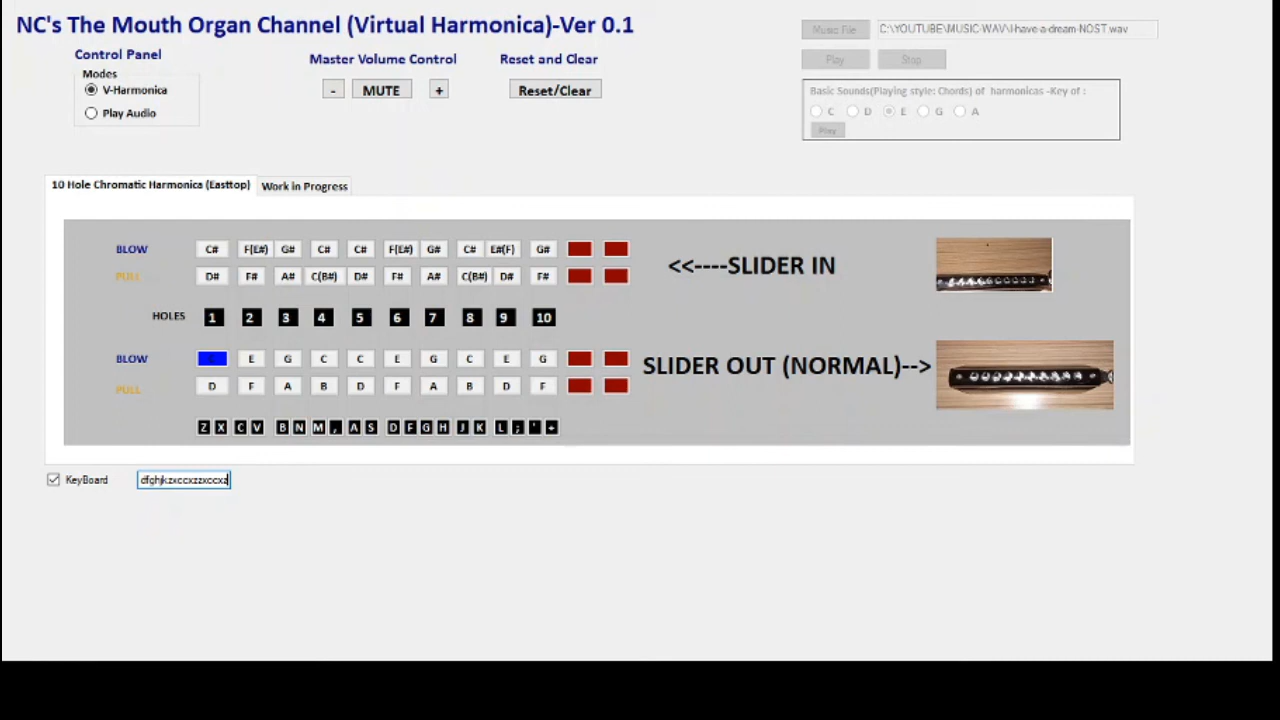 NC's The Mouth Organ Channel (Virtual Harmonica)-Ver 0.1
Control Panel
Modes
V-Harmonica
Play Audio
Master Volume Control
- MUTE +
Reset and Clear
Reset/Clear
Music File C:\YOUTUBE\MUSIC-WAV\I-have-a-dream-NOST.wav
Play Stop
Basic Sounds(Playing style: Chords) of harmonicas -Key of :
C D E G A
Play
10 Hole Chromatic Harmonica (Easttop) Work in Progress
BLOW C# F(E#) G# C# C# F(E#) G# C# E#(F) G#
PULL D# F# A# C(B#) D# F# A# C(B#) D# F#
<<----SLIDER IN
HOLES 1 2 3 4 5 6 7 8 9 10
BLOW C E G C C E G C E G
PULL D F A B D F A B D F
SLIDER OUT (NORMAL)-->
Z X C V B N M , A S D F G H J K L ; ' +
KeyBoard dfghjkzxccxzzxccxz